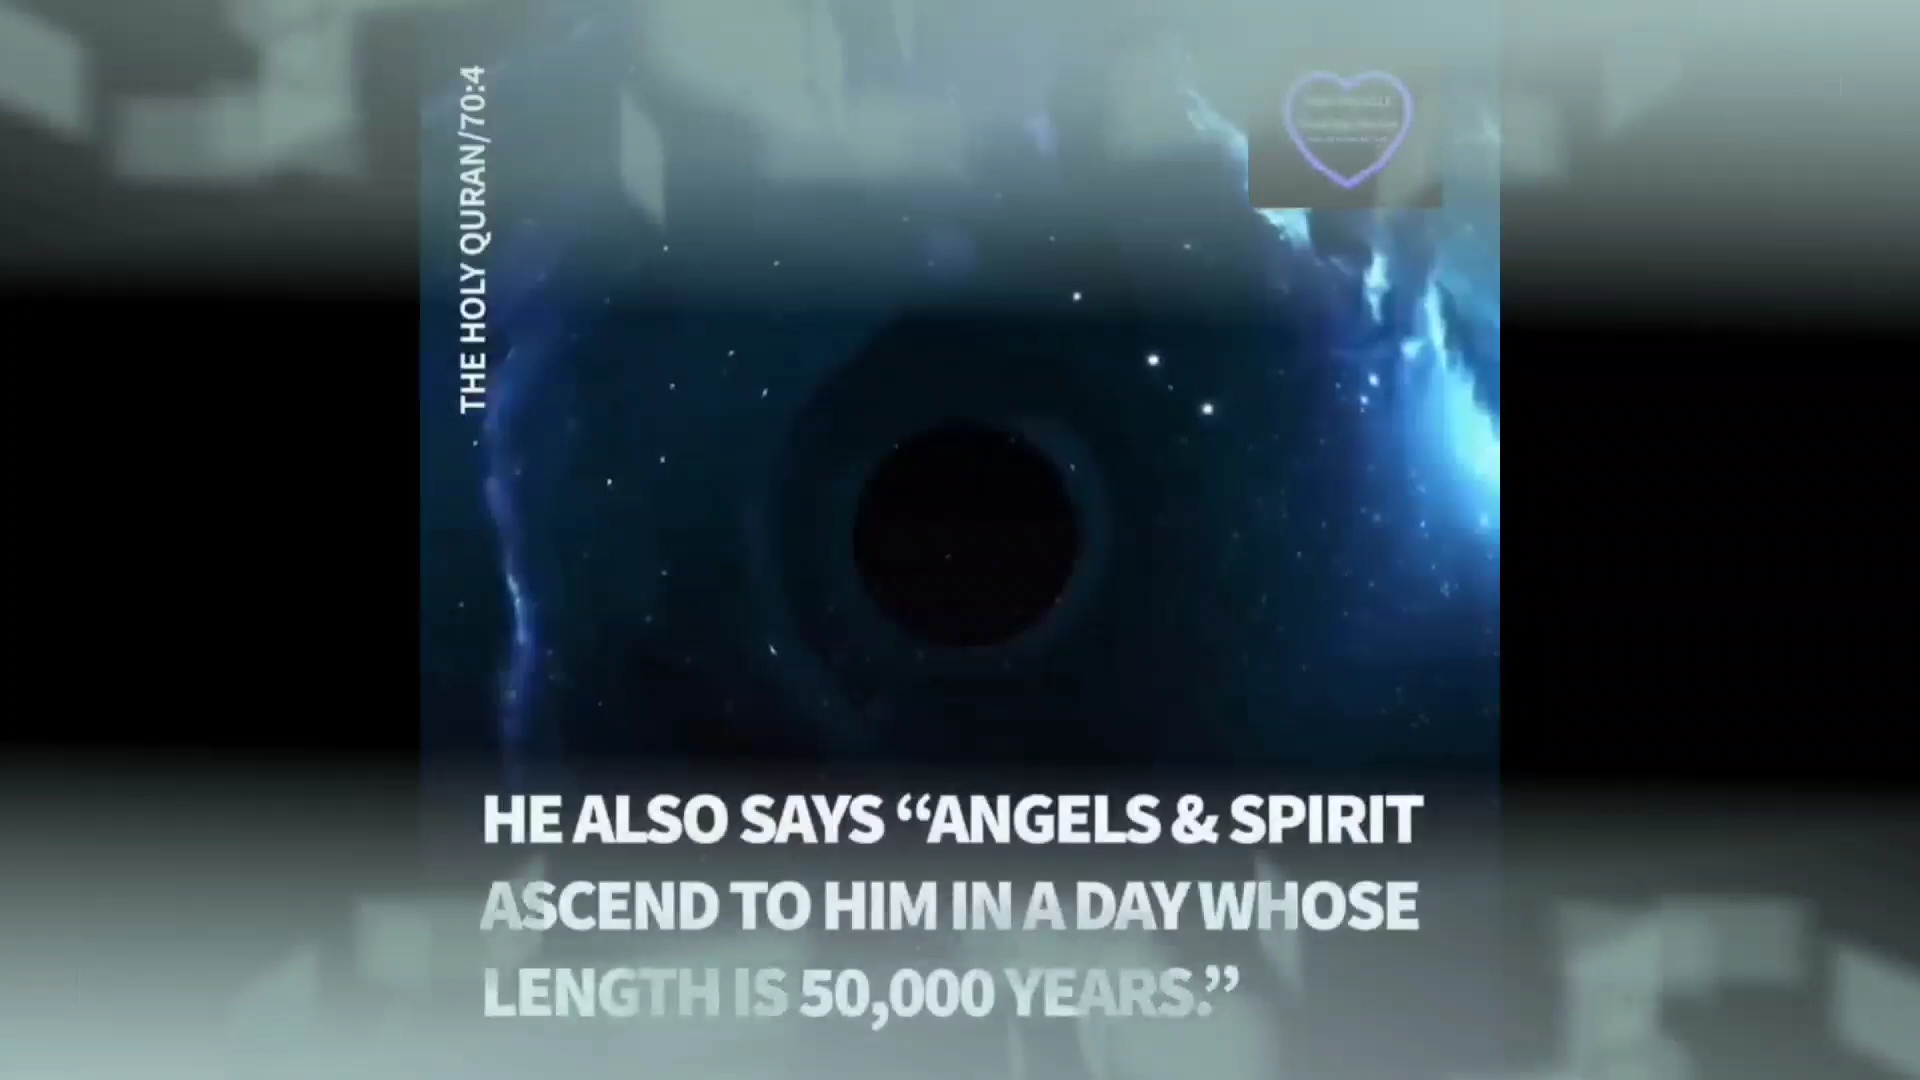 THE HOLY QURAN/70:4
HE ALSO SAYS “ANGELS & SPIRIT
ASCEND TO HIM IN A DAY WHOSE
LENGTH IS 50,000 YEARS.”